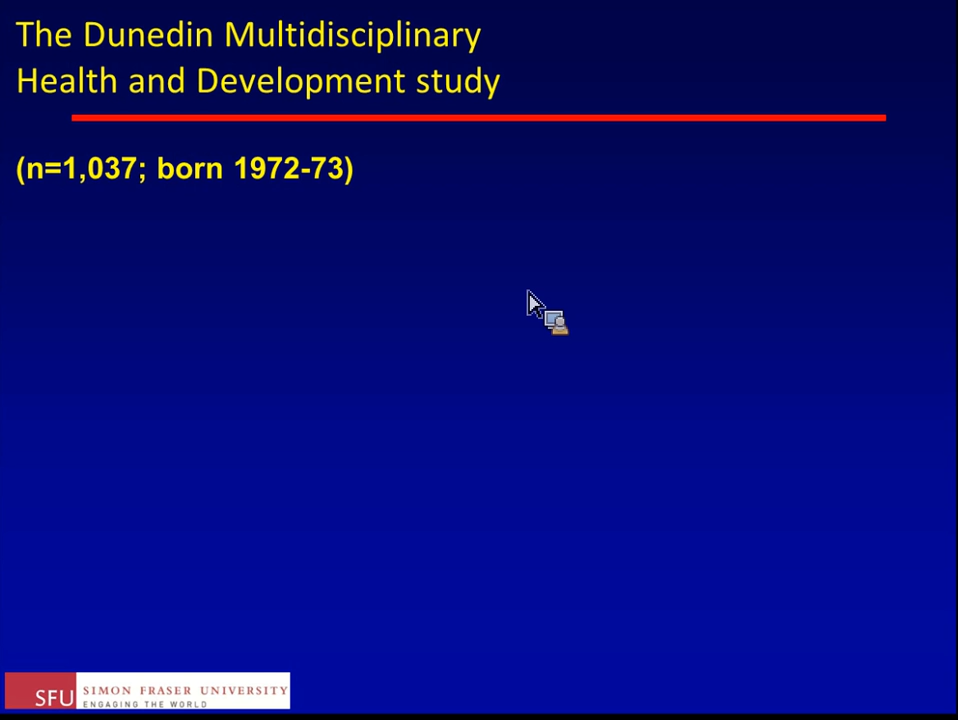 The Dunedin Multidisciplinary
Health and Development study
(n=1,037; born 1972-73)
SFU
SIMON FRASER UNIVERSITY
ENGAGING THE WORLD